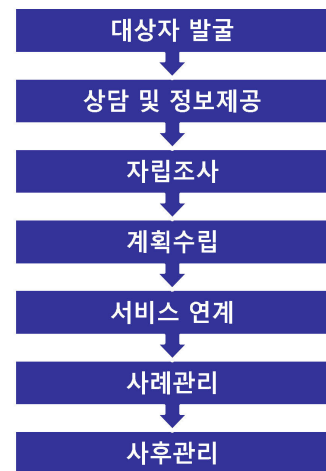 대상자 발굴
상담 및 정보제공
자립조사
계획수립
서비스 연계
사례관리
사후관리